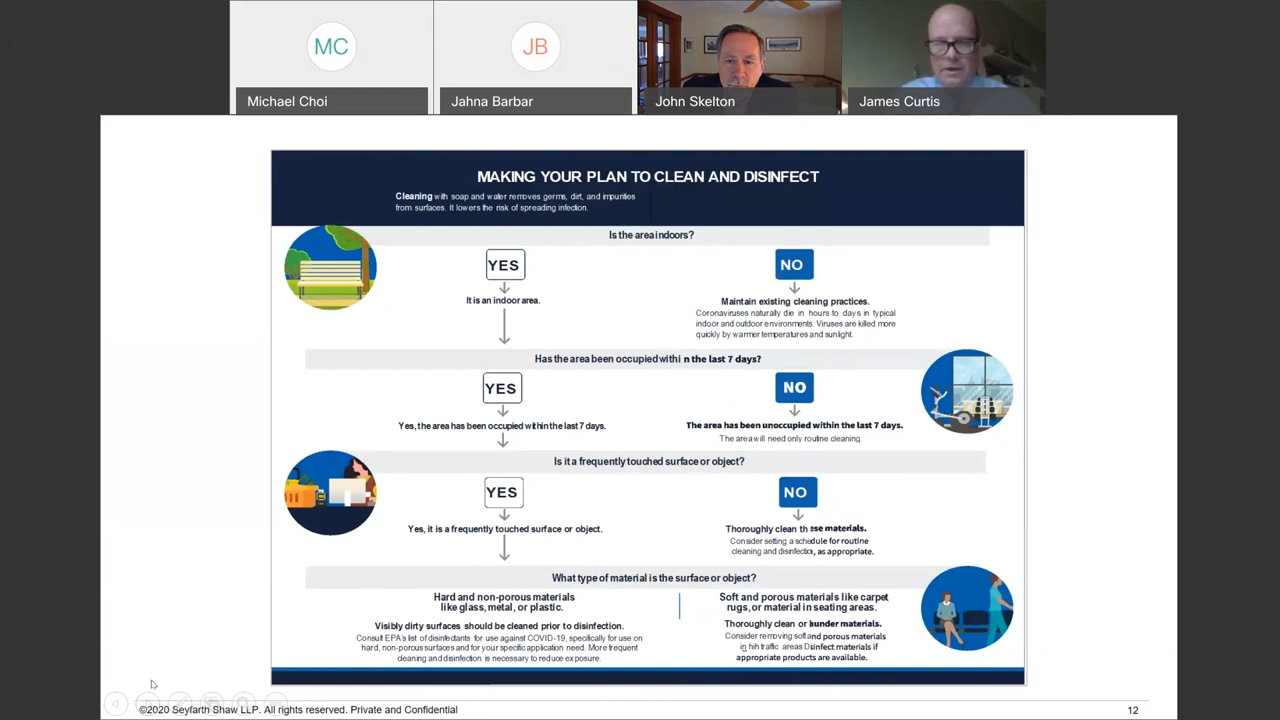 MC
JB
Michael Choi
Jahna Barbar
John Skelton
James Curtis
MAKING YOUR PLAN TO CLEAN AND DISINFECT
Cleaning with soap and water removes germs, dirt, and impurities
from surfaces. It lowers the risk of spreading infection.
Is the area indoors?
YES
NO
It is an indoor area.
Maintain existing cleaning practices.
Coronaviruses naturally die in hours to days in typical
indoor and outdoor environments. Viruses are killed more
quickly by warmer temperatures and sunlight.
Has the area been occupied within the last 7 days?
YES
NO
Yes, the area has been occupied within the last 7 days.
The area has been unoccupied within the last 7 days.
The area will need only routine cleaning.
Is it a frequently touched surface or object?
YES
NO
Yes, it is a frequently touched surface or object.
Thoroughly clean these materials.
Consider setting a schedule for routine
cleaning and disinfection, as appropriate.
What type of material is the surface or object?
Hard and non-porous materials
like glass, metal, or plastic.
Visibly dirty surfaces should be cleaned prior to disinfection.
Consult EPA's list of disinfectants for use against COVID-19, specifically for use on
hard, non-porous surfaces and for your specific application need. More frequent
cleaning and disinfection is necessary to reduce exposure.
Soft and porous materials like carpet
rugs, or material in seating areas.
Thoroughly clean or
materials.
Consider removing soft and porous materials
in traffic areas Disinfect materials if
appropriate products are available.
©2020 Seyfarth Shaw LLP. All rights reserved. Private and Confidential
12